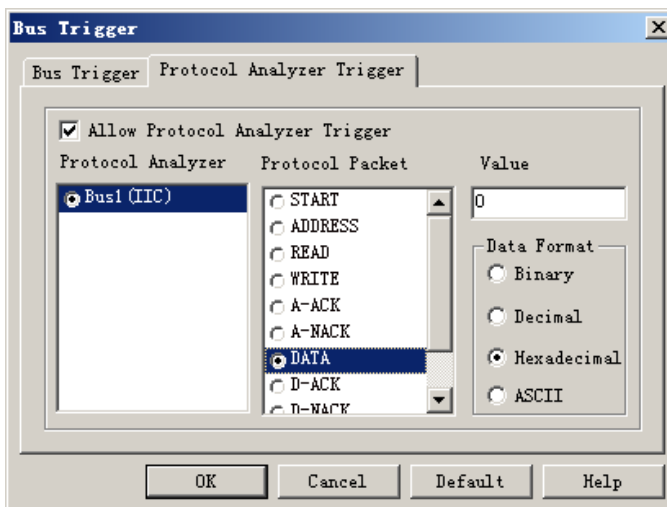 Bus Trigger
Bus Trigger Protocol Analyzer Trigger
Allow Protocol Analyzer Trigger
Protocol Analyzer Protocol Packet Value
Bus1(IIC)
START
ADDRESS
READ
WRITE
A-ACK
A-NACK
DATA
D-ACK
D-NACK
0
Data Format
Binary
Decimal
Hexadecimal
ASCII
OK Cancel Default Help